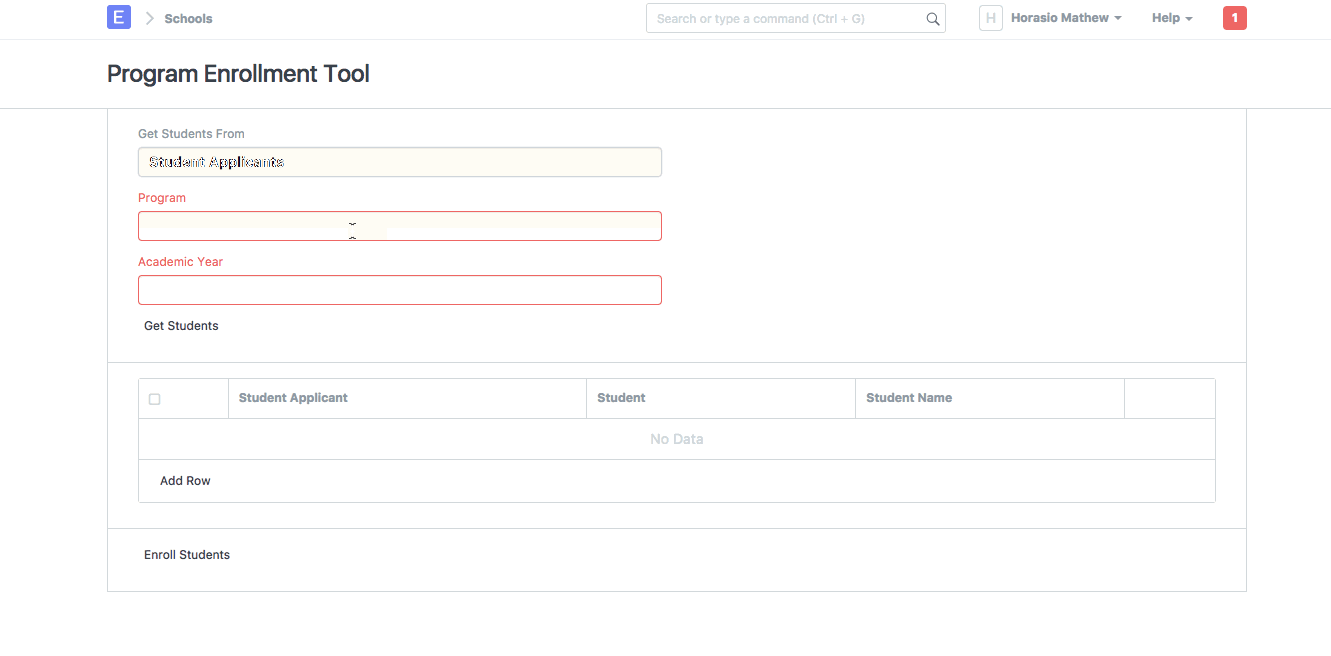 E Schools Search or type a command (Ctrl + G) H Horasio Mathew Help 1
Program Enrollment Tool
Get Students From
Student Applicants
Program
Academic Year
Get Students
Student Applicant Student Student Name
No Data
Add Row
Enroll Students